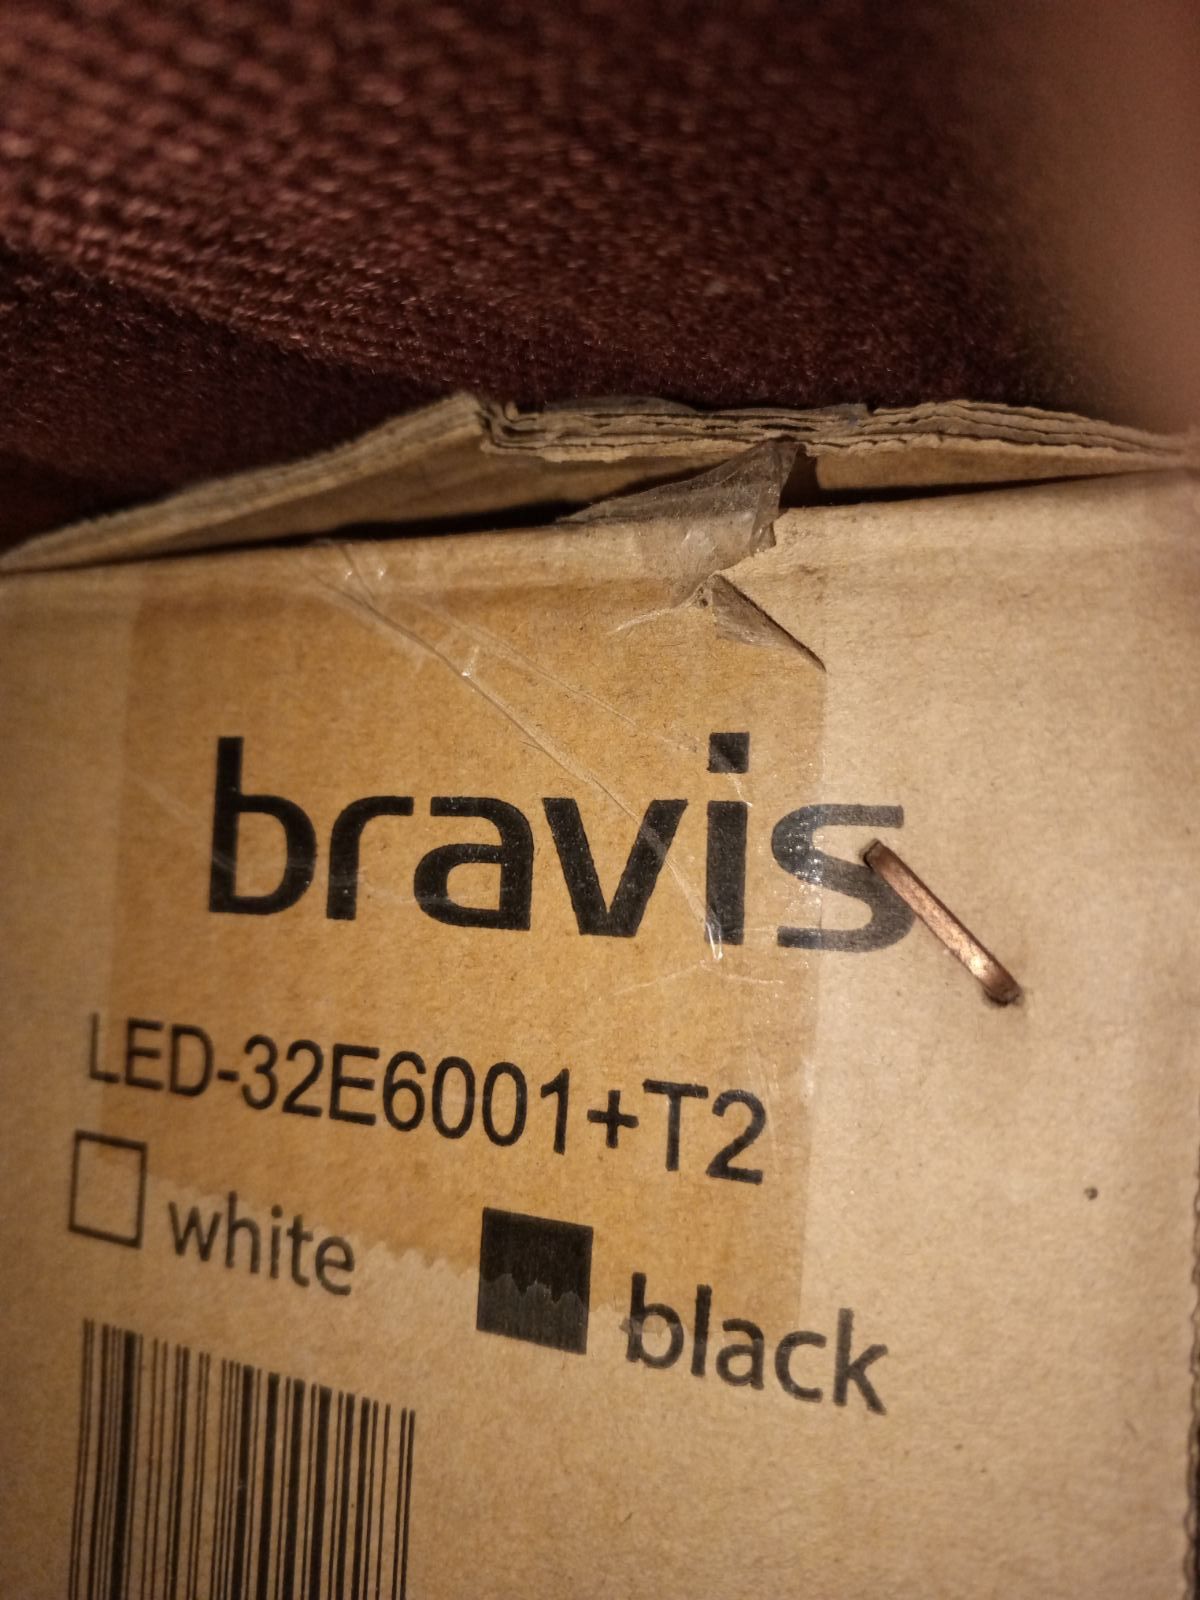 bravis
LED-32E6001+T2
white black